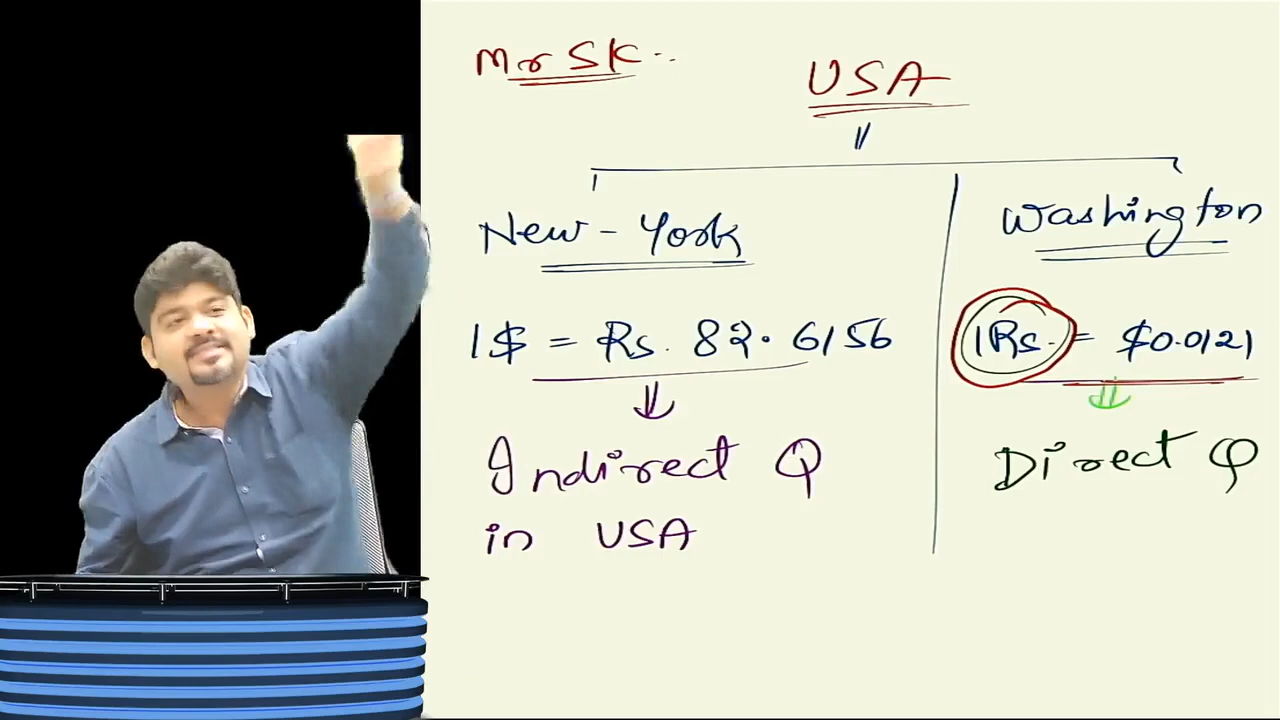 Mr SK..
USA
New-York
Washington
1$ = Rs. 82.6156
1Rs. = $0.0121
Indirect Q
in USA
Direct Q